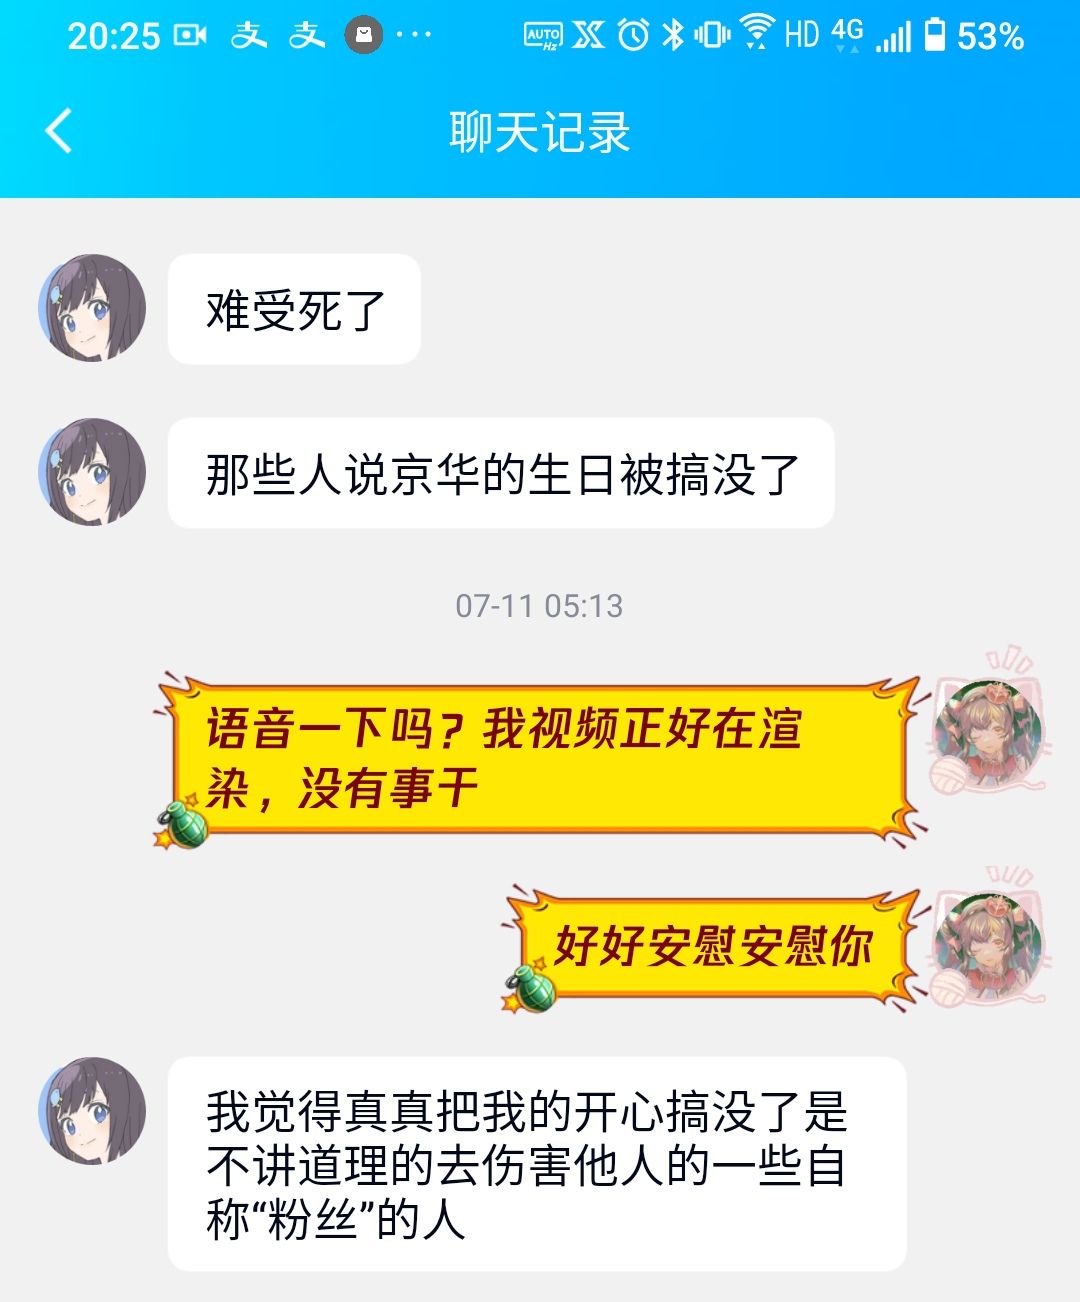 20:25 支 支 ··· AUTO Hz HD 4G 53%
聊天记录
难受死了
那些人说京华的生日被搞没了
07-11 05:13
语音一下吗？我视频正好在渲
染，没有事干
好好安慰安慰你
我觉得真真把我的开心搞没了是
不讲道理的去伤害他人的一些自
称“粉丝”的人